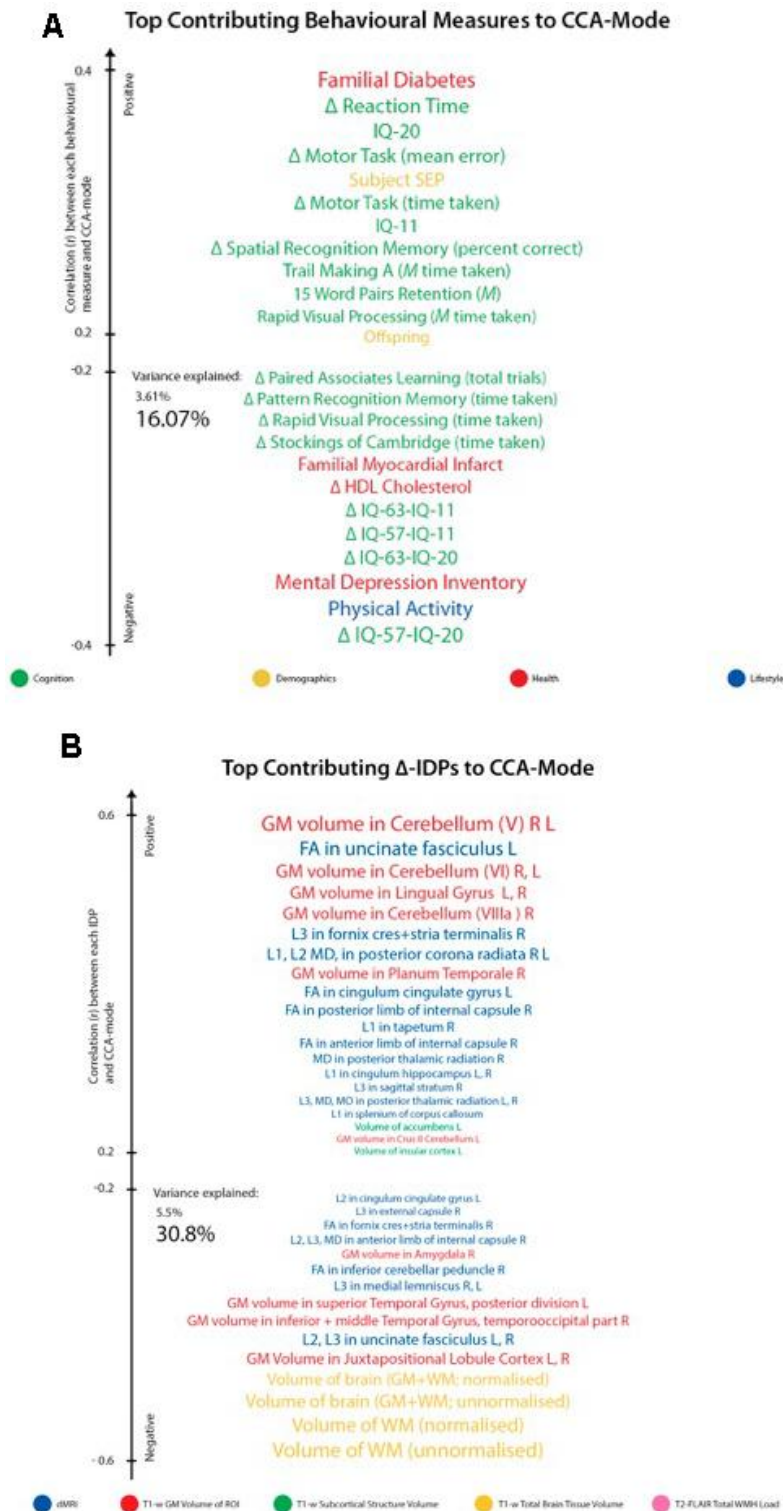 A
Top Contributing Behavioural Measures to CCA-Mode
0.4
Positive
Correlation (r) between each behavioural
measure and CCA-mode
Familial Diabetes
Δ Reaction Time
IQ-20
Δ Motor Task (mean error)
Subject SEP
Δ Motor Task (time taken)
IQ-11
Δ Spatial Recognition Memory (percent correct)
Trail Making A (M time taken)
15 Word Pairs Retention (M)
Rapid Visual Processing (M time taken)
0.2
Offspring
-0.2
Variance explained:
3.61%
16.07%
Δ Paired Associates Learning (total trials)
Δ Pattern Recognition Memory (time taken)
Δ Rapid Visual Processing (time taken)
Δ Stockings of Cambridge (time taken)
Familial Myocardial Infarct
Δ HDL Cholesterol
Δ IQ-63-IQ-11
Δ IQ-57-IQ-11
Δ IQ-63-IQ-20
Mental Depression Inventory
Physical Activity
Δ IQ-57-IQ-20
Negative
-0.4
Cognition
Demographics
Health
Lifestyle
B
Top Contributing Δ-IDPs to CCA-Mode
0.6
Positive
Correlation (r) between each IDP
and CCA-mode
GM volume in Cerebellum (V) R L
FA in uncinate fasciculus L
GM volume in Cerebellum (VI) R, L
GM volume in Lingual Gyrus L, R
GM volume in Cerebellum (VIIIa ) R
L3 in fornix cres+stria terminalis R
L1, L2 MD, in posterior corona radiata R L
GM volume in Planum Temporale R
FA in cingulum cingulate gyrus L
FA in posterior limb of internal capsule R
L1 in tapetum R
FA in anterior limb of internal capsule R
MD in posterior thalamic radiation R
L1 in cingulum hippocampus L, R
L3 in sagittal stratum R
L3, MD, MO in posterior thalamic radiation L, R
L1 in splenium of corpus callosum
Volume of accumbens L
GM volume in Crus II Cerebellum L
Volume of insular cortex L
0.2
-0.2
Variance explained:
5.5%
30.8%
L2 in cingulum cingulate gyrus L
L3 in external capsule R
FA in fornix cres+stria terminalis R
L2, L3, MD in anterior limb of internal capsule R
GM volume in Amygdala R
FA in inferior cerebellar peduncle R
L3 in medial lemniscus R, L
GM volume in superior Temporal Gyrus, posterior division L
GM volume in inferior + middle Temporal Gyrus, temporooccipital part R
L2, L3 in uncinate fasciculus L, R
GM Volume in Juxtapositional Lobule Cortex L, R
Volume of brain (GM+WM; normalised)
Volume of brain (GM+WM; unnormalised)
Volume of WM (normalised)
Volume of WM (unnormalised)
Negative
- 0.6
dMRI
T1-w GM Volume of ROI
T1-w Subcortical Structure Volume
T1-w Total Brain Tissue Volume
T2-FLAIR Total WMH Load